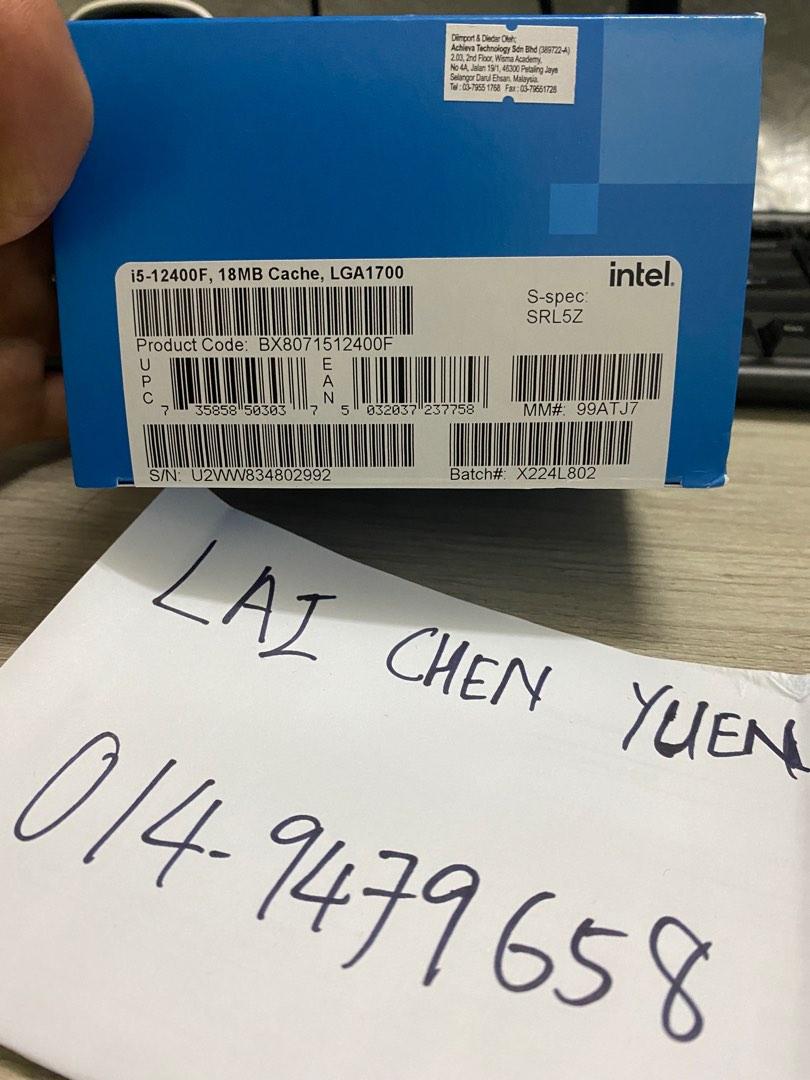 Diimport & Diedar Oleh:
Achieva Technology Sdn Bhd (389722-A)
2.03, 2nd Floor, Wisma Academy,
No 4A, Jalan 19/1, 46300 Petaling Jaya
Selangor Darul Ehsan, Malaysia.
Tel : 03-7955 1768 Fax : 03-79551728
i5-12400F, 18MB Cache, LGA1700
intel.
S-spec:
SRL5Z
Product Code: BX8071512400F
UPC
7 35858 50303 7
EAN
5 032037 237758
MM#: 99ATJ7
S/N: U2WW834802992
Batch#: X224L802
LAI CHEN YUEN
014-9479658